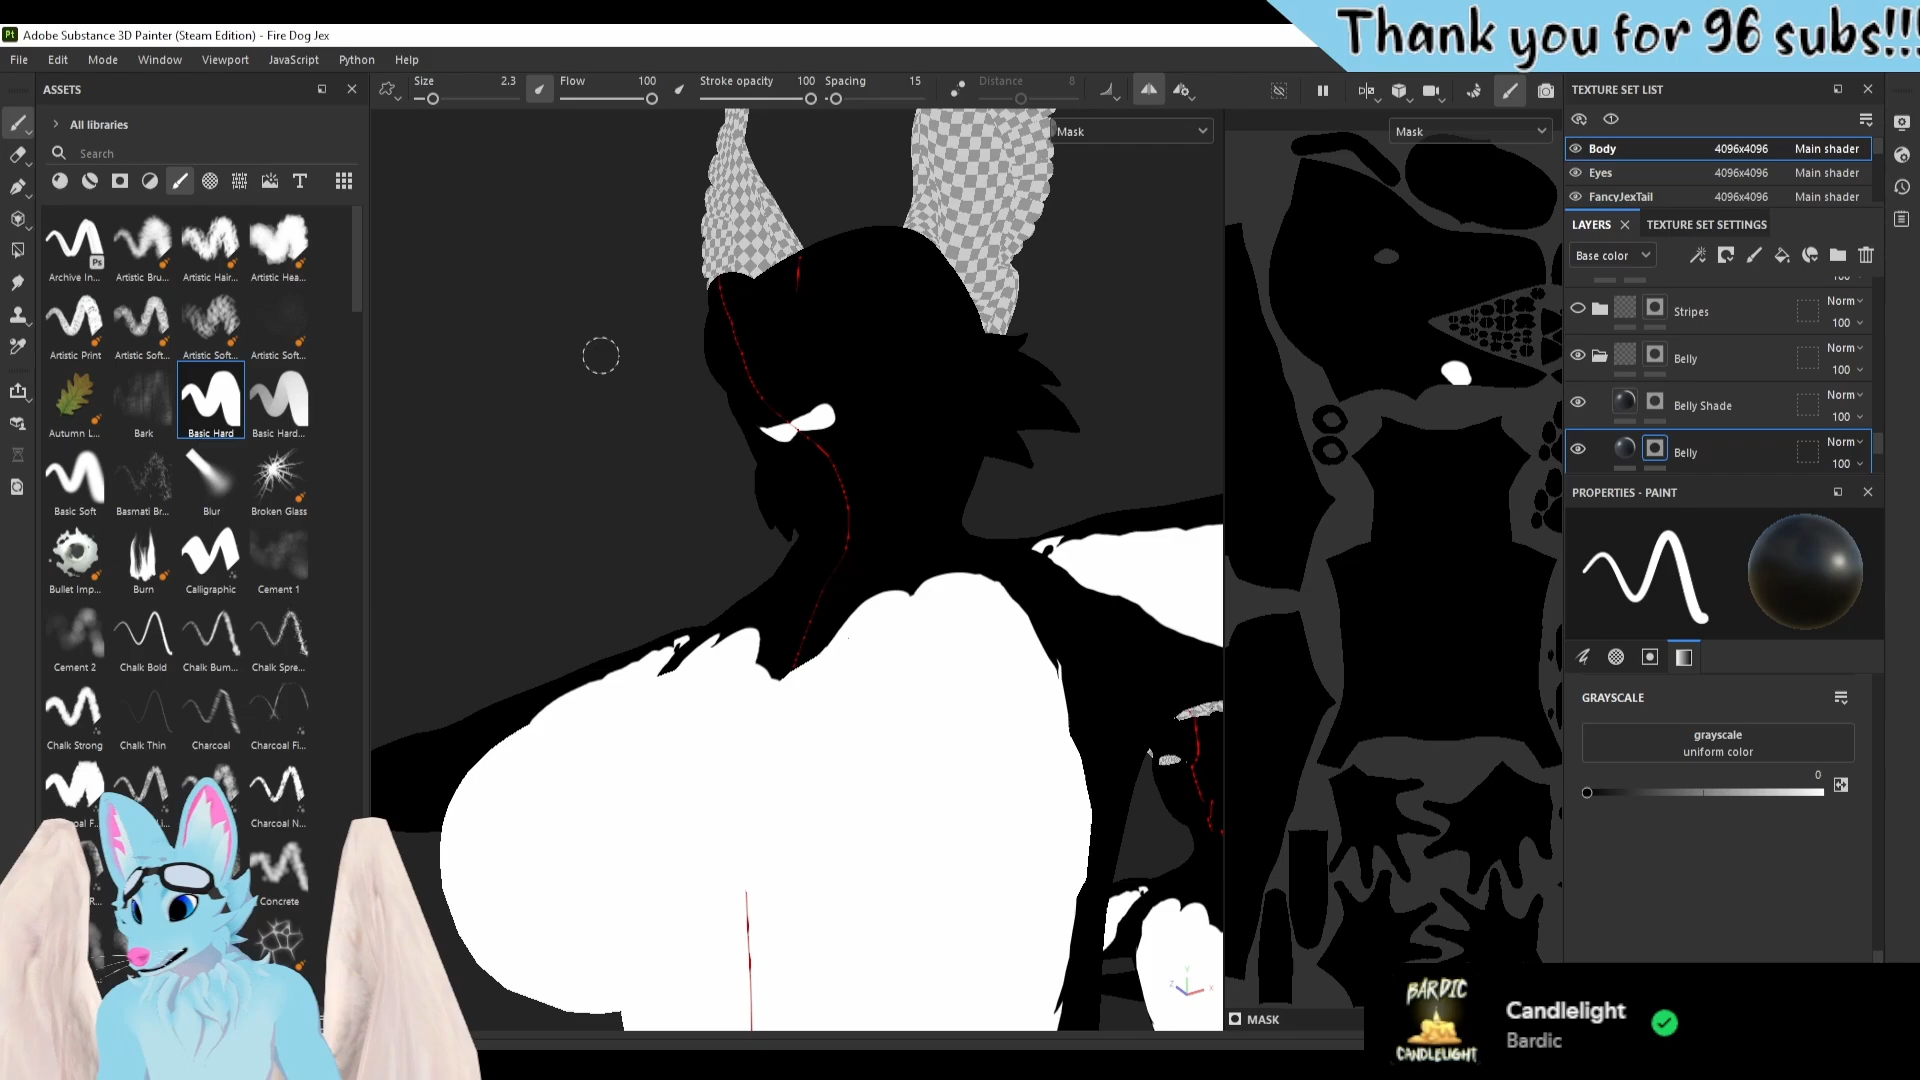 Thank you for 96 subs!!!
Pt Adobe Substance 3D Painter (Steam Edition) - Fire Dog Jex
File Edit Mode Window Viewport JavaScript Python Help
ASSETS
Size 2.3 Flow 100 Stroke opacity 100 Spacing 15 Distance 8
All libraries
Search
Archive In... Artistic Bru... Artistic Hair... Artistic Hea...
Ps
Artistic Print Artistic Soft... Artistic Soft... Artistic Soft...
Autumn L... Bark Basic Hard Basic Hard...
Basic Soft Basmati Br... Blur Broken Glass
Bullet Imp... Burn Calligraphic Cement 1
Cement 2 Chalk Bold Chalk Bum... Chalk Spre...
Chalk Strong Chalk Thin Charcoal Charcoal Fi...
Charcoal N...
Concrete
Mask
Mask
MASK
TEXTURE SET LIST
Body 4096x4096 Main shader
Eyes 4096x4096 Main shader
FancyJexTail 4096x4096 Main shader
LAYERS TEXTURE SET SETTINGS
Base color
100
Stripes Norm 100
Belly Norm 100
Belly Shade Norm 100
Belly Norm 100
PROPERTIES - PAINT
GRAYSCALE
grayscale
uniform color
0
BARDIC
CANDLELIGHT
Candlelight
Bardic